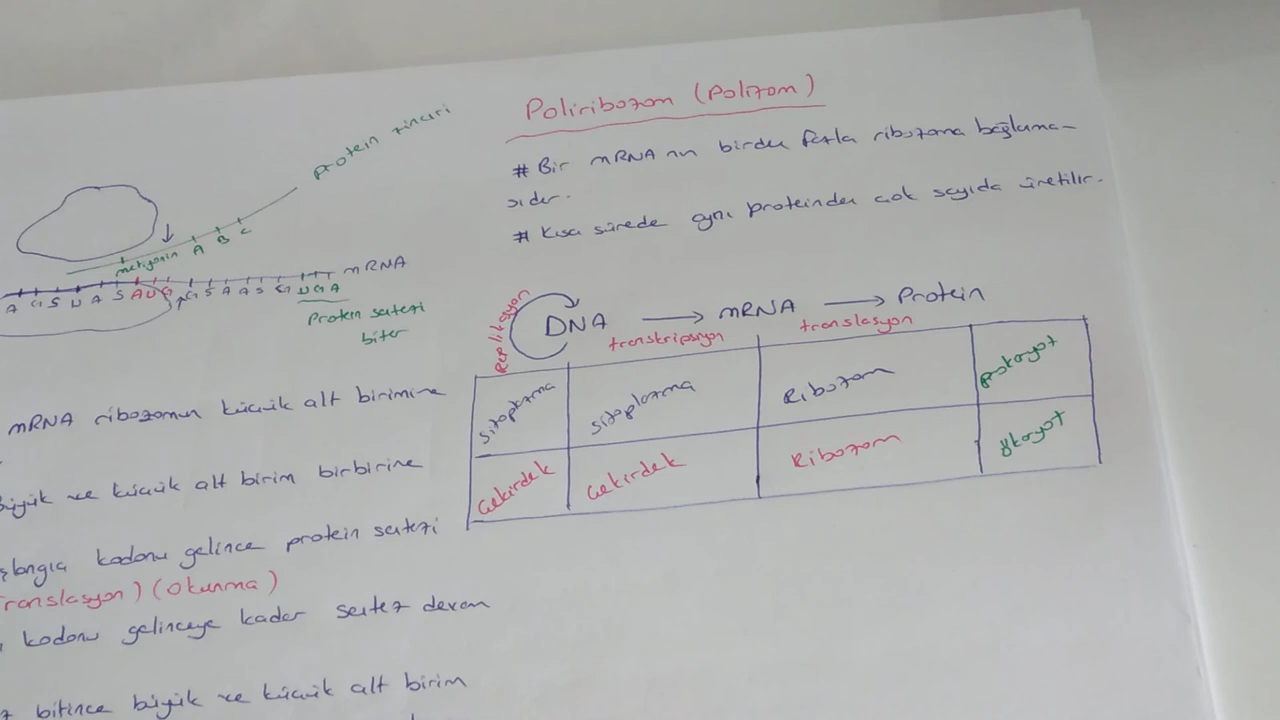 Poliribozom (Polizom)
# Bir mRNA nın birden fazla ribozoma bağlanma-
sıdır.
# Kısa sürede aynı proteinden çok sayıda üretilir.
protein zinciri
metiyonin A B C
mRNA
A G S U A S A U G A G S A A S G U G A
Protein sentezi
biter
Replikasyon
DNA → mRNA → Protein
transkripsiyon translasyon
Sitoplazma Sitoplazma Ribozom Prokaryot
Çekirdek Çekirdek Ribozom Ökaryot
mRNA ribozomun küçük alt birimine
büyük ve küçük alt birim birbirine
kodonu gelince protein sentezi
(Okunma)
kodonu gelinceye kadar sentez devam
bitince büyük ve küçük alt birim